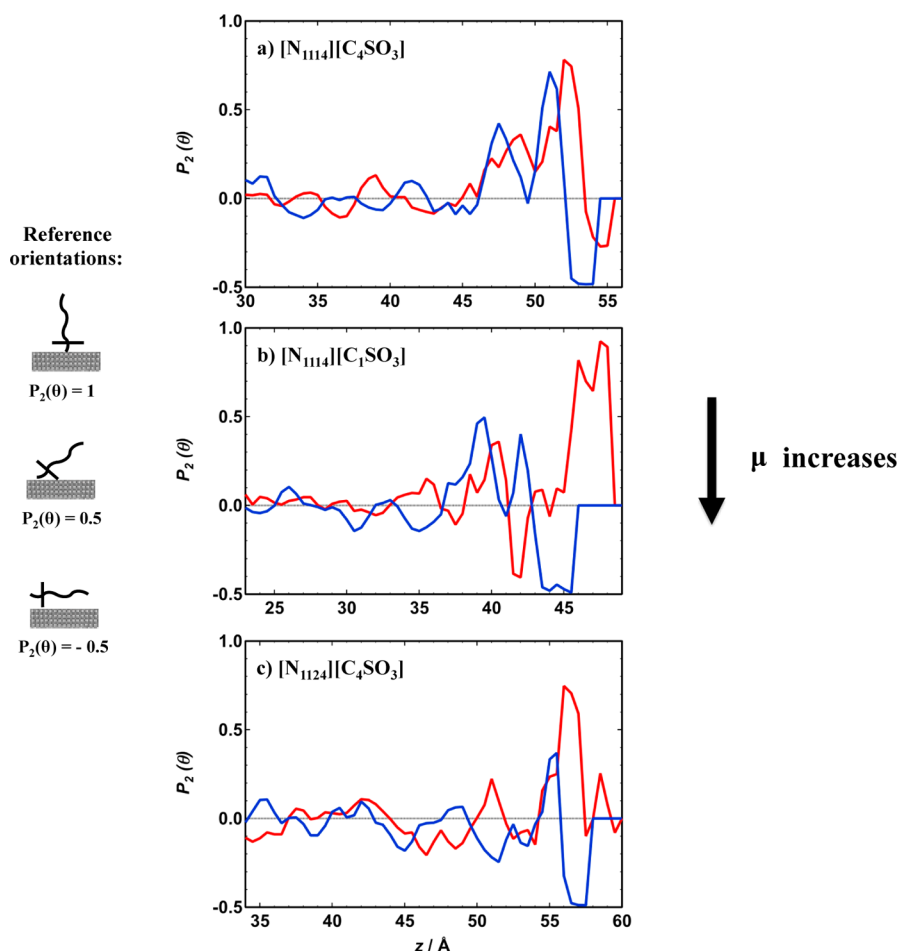 Reference
orientations:
P₂(θ) = 1
P₂(θ) = 0.5
P₂(θ) = - 0.5
a) [N₁₁₁₄][C₄SO₃]
P₂(θ)
1.0
0.5
0.0
-0.5
30 35 40 45 50 55
b) [N₁₁₁₄][C₁SO₃]
P₂(θ)
1.0
0.5
0.0
-0.5
25 30 35 40 45
c) [N₁₁₂₄][C₄SO₃]
P₂(θ)
1.0
0.5
0.0
-0.5
35 40 45 50 55 60
z / Å
μ increases